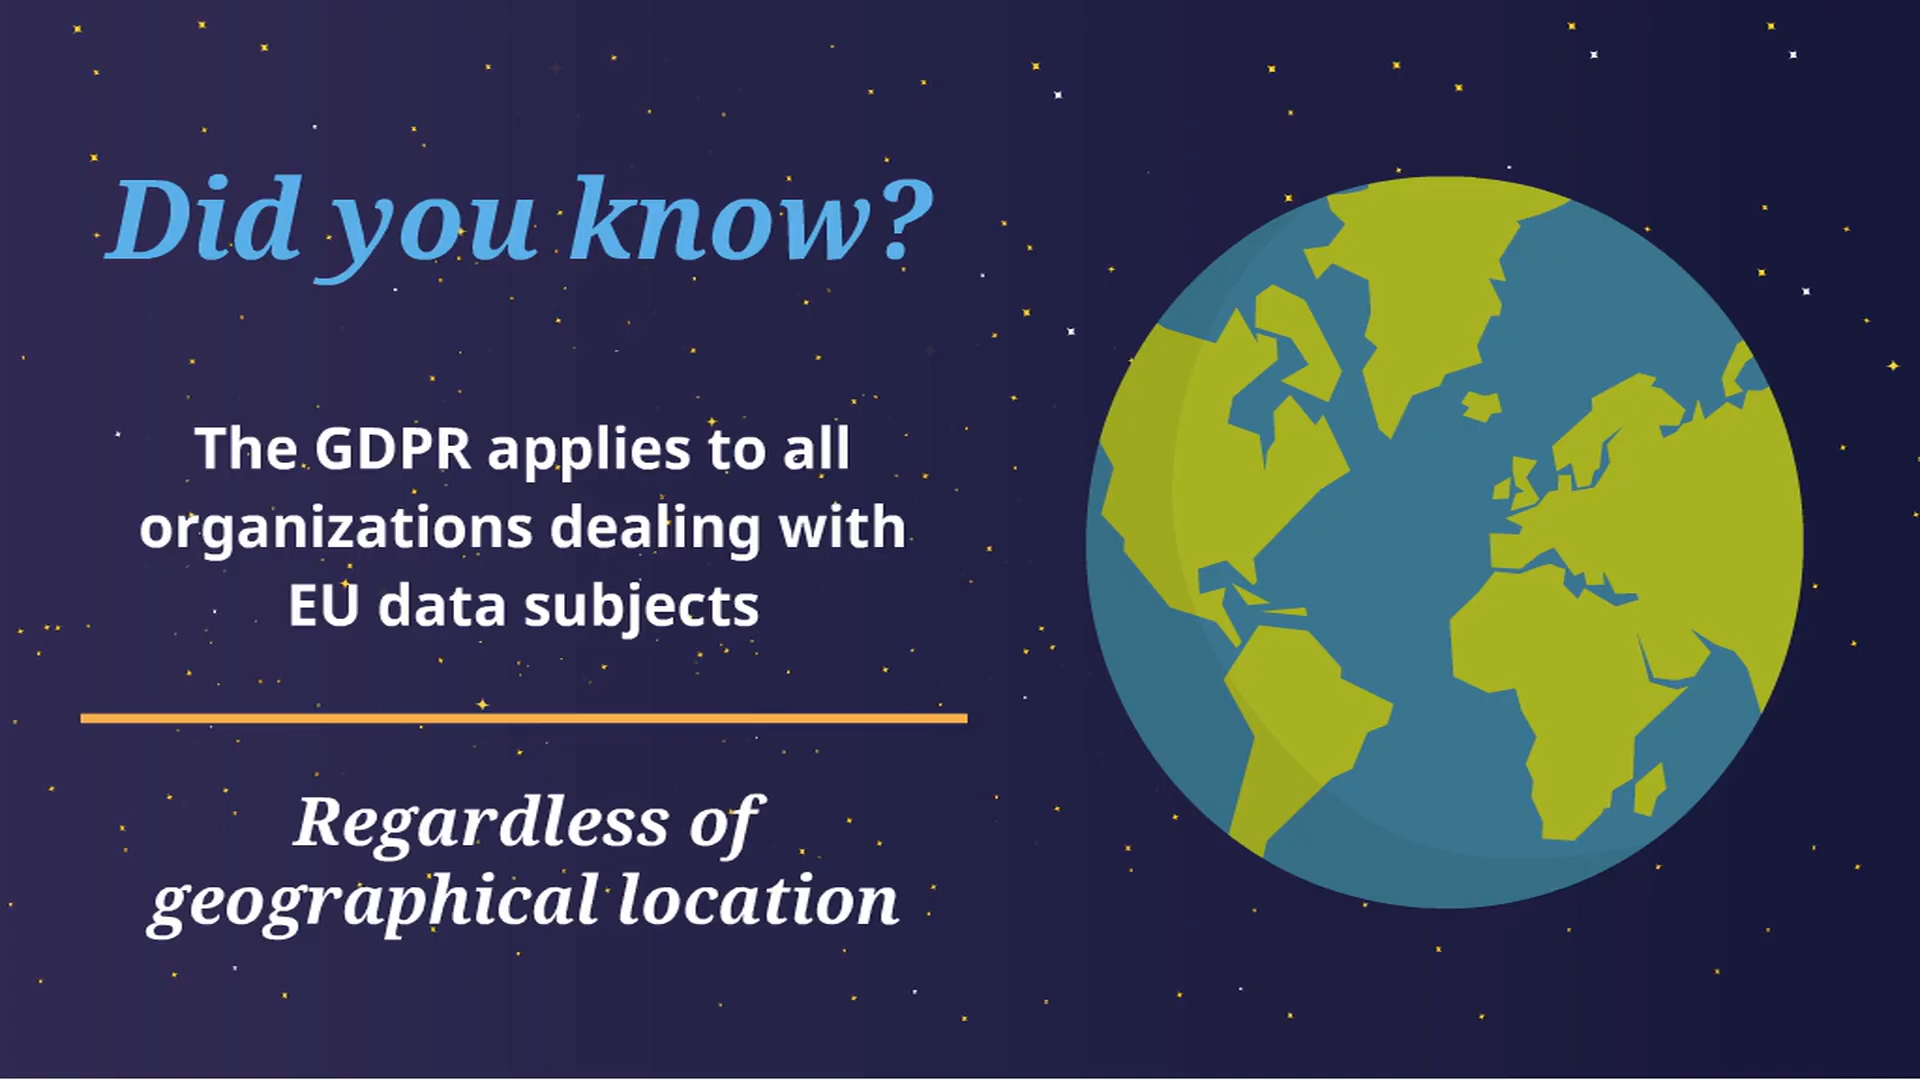 Did you know?
The GDPR applies to all
organizations dealing with
EU data subjects
Regardless of
geographical location